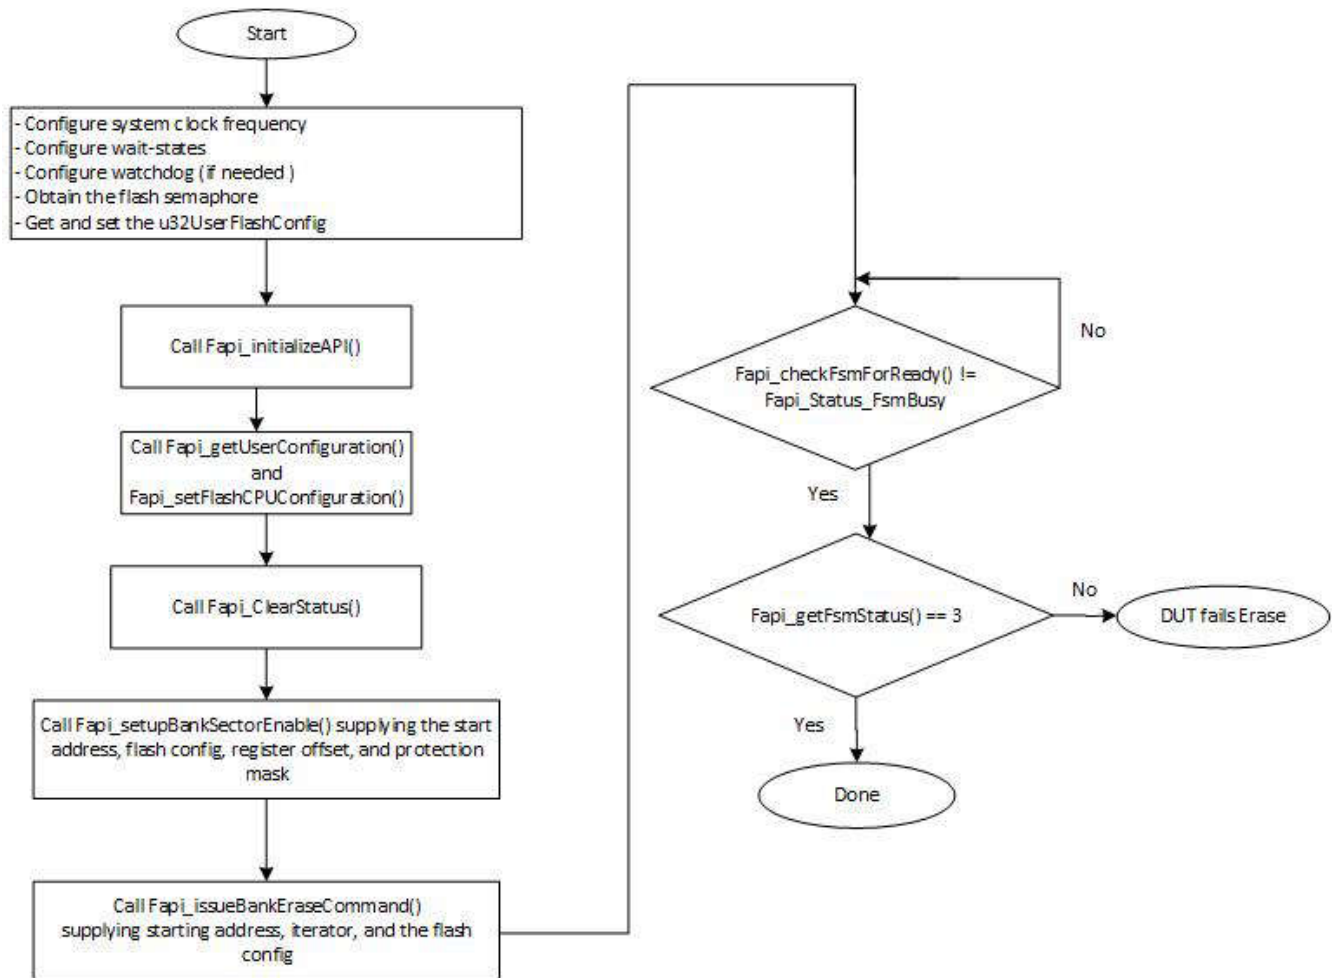 Start
- Configure system clock frequency
- Configure wait-states
- Configure watchdog (if needed )
- Obtain the flash semaphore
- Get and set the u32UserFlashConfig
Call Fapi_initializeAPI()
Call Fapi_getUserConfiguration()
and
Fapi_setFlashCPUConfiguration()
Call Fapi_ClearStatus()
Call Fapi_setupBankSectorEnable() supplying the start
address, flash config, register offset, and protection
mask
Call Fapi_issueBankEraseCommand()
supplying starting address, iterator, and the flash
config
Fapi_checkFsmForReady() !=
Fapi_Status_FsmBusy
No
Yes
Fapi_getFsmStatus() == 3
No
DUT fails Erase
Yes
Done